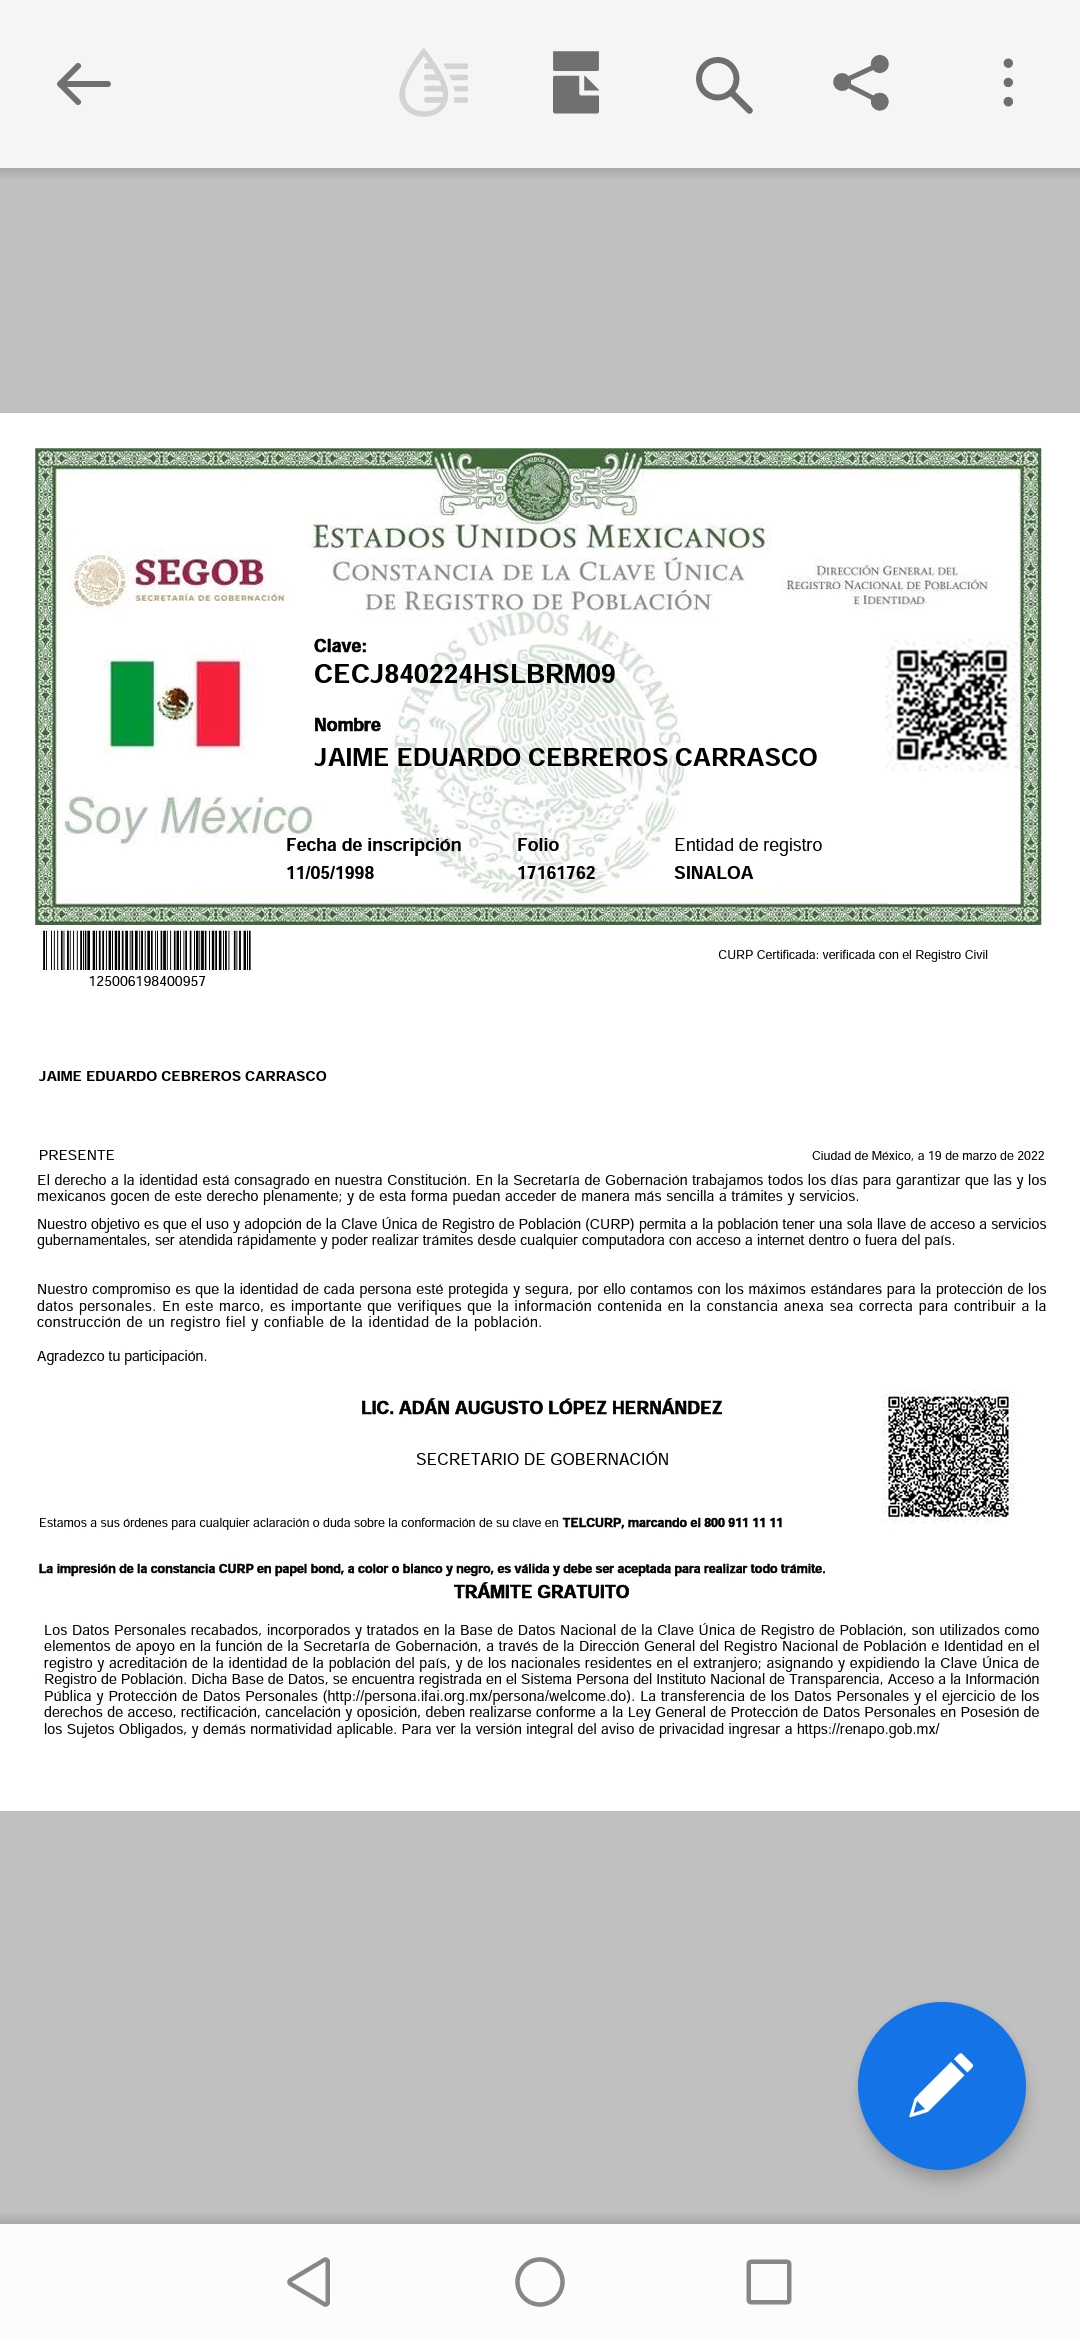 ESTADOS UNIDOS MEXICANOS
CONSTANCIA DE LA CLAVE ÚNICA
DE REGISTRO DE POBLACIÓN
SEGOB
SECRETARÍA DE GOBERNACIÓN
DIRECCIÓN GENERAL DEL
REGISTRO NACIONAL DE POBLACIÓN
E IDENTIDAD
ESTADOS UNIDOS MEXICANOS
Clave:
CECJ840224HSLBRM09
Nombre
JAIME EDUARDO CEBREROS CARRASCO
Soy México
Fecha de inscripción Folio Entidad de registro
11/05/1998 17161762 SINALOA
125006198400957
CURP Certificada: verificada con el Registro Civil
JAIME EDUARDO CEBREROS CARRASCO
PRESENTE
Ciudad de México, a 19 de marzo de 2022
El derecho a la identidad está consagrado en nuestra Constitución. En la Secretaría de Gobernación trabajamos todos los días para garantizar que las y los
mexicanos gocen de este derecho plenamente; y de esta forma puedan acceder de manera más sencilla a trámites y servicios.
Nuestro objetivo es que el uso y adopción de la Clave Única de Registro de Población (CURP) permita a la población tener una sola llave de acceso a servicios
gubernamentales, ser atendida rápidamente y poder realizar trámites desde cualquier computadora con acceso a internet dentro o fuera del país.
Nuestro compromiso es que la identidad de cada persona esté protegida y segura, por ello contamos con los máximos estándares para la protección de los
datos personales. En este marco, es importante que verifiques que la información contenida en la constancia anexa sea correcta para contribuir a la
construcción de un registro fiel y confiable de la identidad de la población.
Agradezco tu participación.
LIC. ADÁN AUGUSTO LÓPEZ HERNÁNDEZ
SECRETARIO DE GOBERNACIÓN
Estamos a sus órdenes para cualquier aclaración o duda sobre la conformación de su clave en TELCURP, marcando el 800 911 11 11
La impresión de la constancia CURP en papel bond, a color o blanco y negro, es válida y debe ser aceptada para realizar todo trámite.
TRÁMITE GRATUITO
Los Datos Personales recabados, incorporados y tratados en la Base de Datos Nacional de la Clave Única de Registro de Población, son utilizados como
elementos de apoyo en la función de la Secretaría de Gobernación, a través de la Dirección General del Registro Nacional de Población e Identidad en el
registro y acreditación de la identidad de la población del país, y de los nacionales residentes en el extranjero; asignando y expidiendo la Clave Única de
Registro de Población. Dicha Base de Datos, se encuentra registrada en el Sistema Persona del Instituto Nacional de Transparencia, Acceso a la Información
Pública y Protección de Datos Personales (http://persona.ifai.org.mx/persona/welcome.do). La transferencia de los Datos Personales y el ejercicio de los
derechos de acceso, rectificación, cancelación y oposición, deben realizarse conforme a la Ley General de Protección de Datos Personales en Posesión de
los Sujetos Obligados, y demás normatividad aplicable. Para ver la versión integral del aviso de privacidad ingresar a https://renapo.gob.mx/